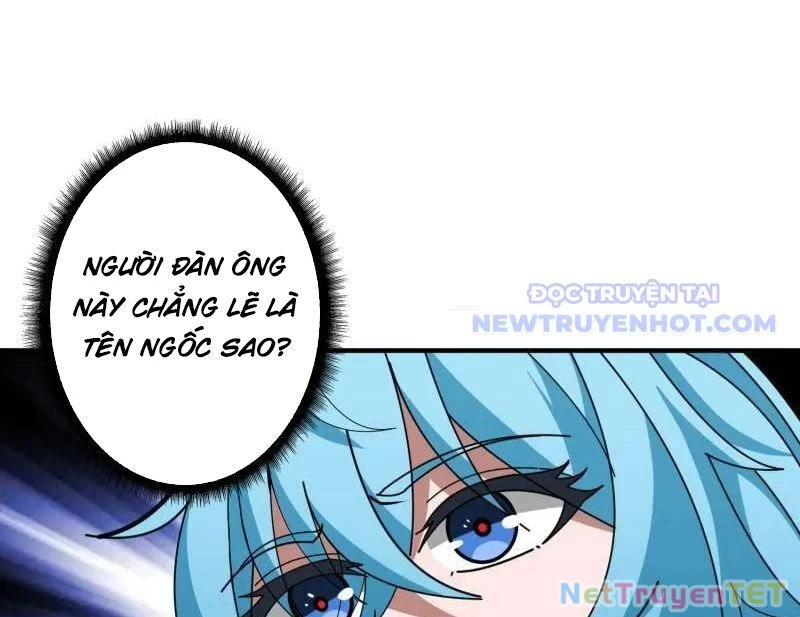 NGƯỜI ĐÀN ÔNG
NÀY CHẲNG LẼ LÀ
TÊN NGỐC SAO?
ĐỌC TRUYỆN TẠI
NEWTRUYENHOT.COM
NetTruyenTET